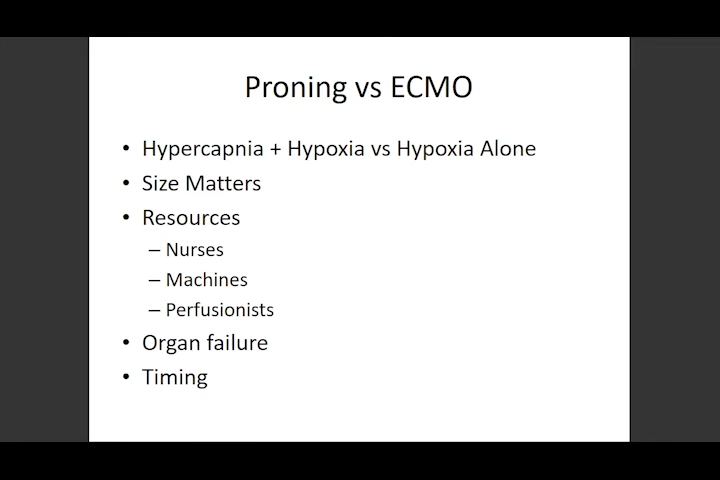 Proning vs ECMO
• Hypercapnia + Hypoxia vs Hypoxia Alone
• Size Matters
• Resources
– Nurses
– Machines
– Perfusionists
• Organ failure
• Timing